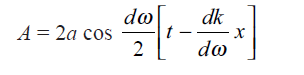 A = 2a cos dω/2 [t − dk/dω x]